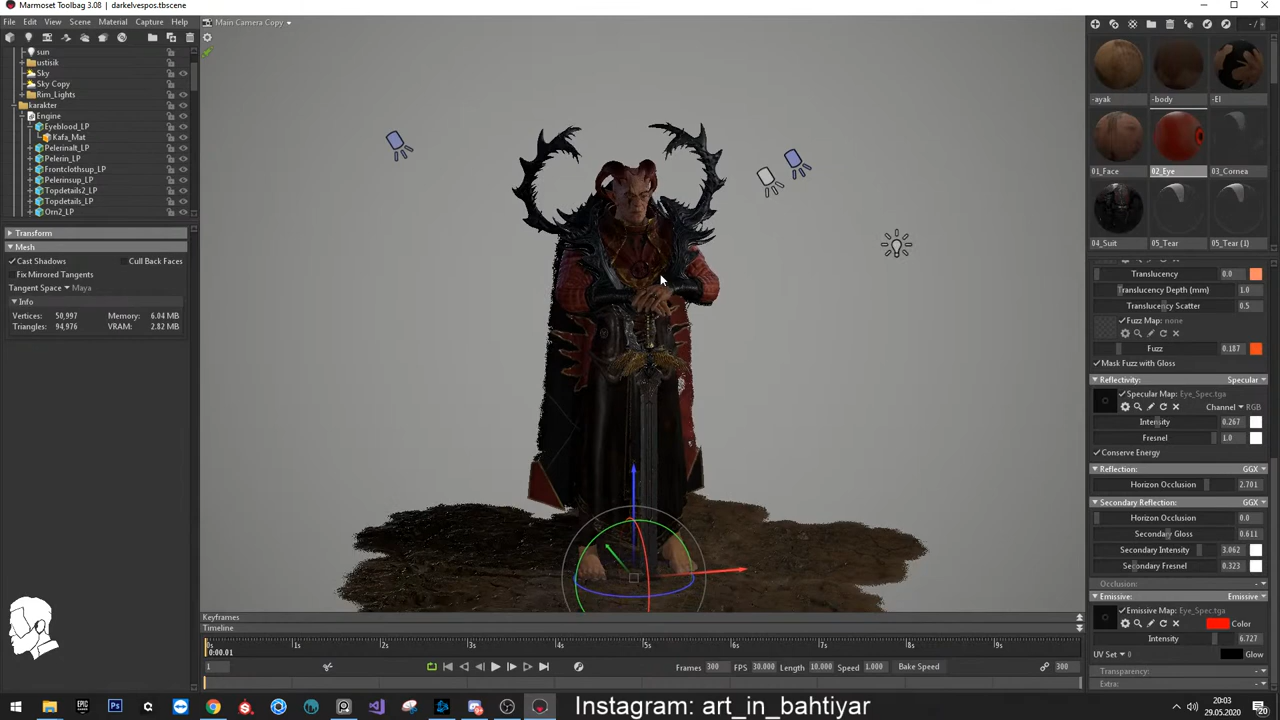 Marmoset Toolbag 3.08 | darkelvespos.tbscene
File Edit View Scene Material Capture Help
Main Camera Copy
sun
ustisik
Sky
Sky Copy
Rim_Lights
karakter
Engine
Eyeblood_LP
Kafa_Mat
Pelerinalt_LP
Pelerin_LP
Frontclothsup_LP
Pelerinsup_LP
Topdetails2_LP
Topdetails_LP
Orn2_LP
Transform
Mesh
Cast Shadows Cull Back Faces
Fix Mirrored Tangents
Tangent Space Maya
Info
Vertices: 50,997 Memory: 6.04 MB
Triangles: 94,976 VRAM: 2.82 MB
-ayak -body -El
01_Face 02_Eye 03_Cornea
04_Suit 05_Tear 05_Tear (1)
Translucency 0.0
Translucency Depth (mm) 1.0
Translucency Scatter 0.5
Fuzz Map: none
Fuzz 0.187
Mask Fuzz with Gloss
Reflectivity: Specular
Specular Map: Eye_Spec.tga
Channel RGB
Intensity 0.267
Fresnel 1.0
Conserve Energy
Reflection: GGX
Horizon Occlusion 2.701
Secondary Reflection: GGX
Horizon Occlusion 0.0
Secondary Gloss 0.611
Secondary Intensity 3.062
Secondary Fresnel 0.323
Occlusion:
Emissive: Emissive
Emissive Map: Eye_Spec.tga
Color
Intensity 6.727
UV Set 0 Glow
Transparency:
Extra:
Keyframes
Timeline
0s 1s 2s 3s 4s 5s 6s 7s 8s 9s
0:00.01
1 Frames 300 FPS 30.000 Length 10.000 Speed 1.000 Bake Speed 300
Instagram: art_in_bahtiyar
20:03
29.05.2020
20